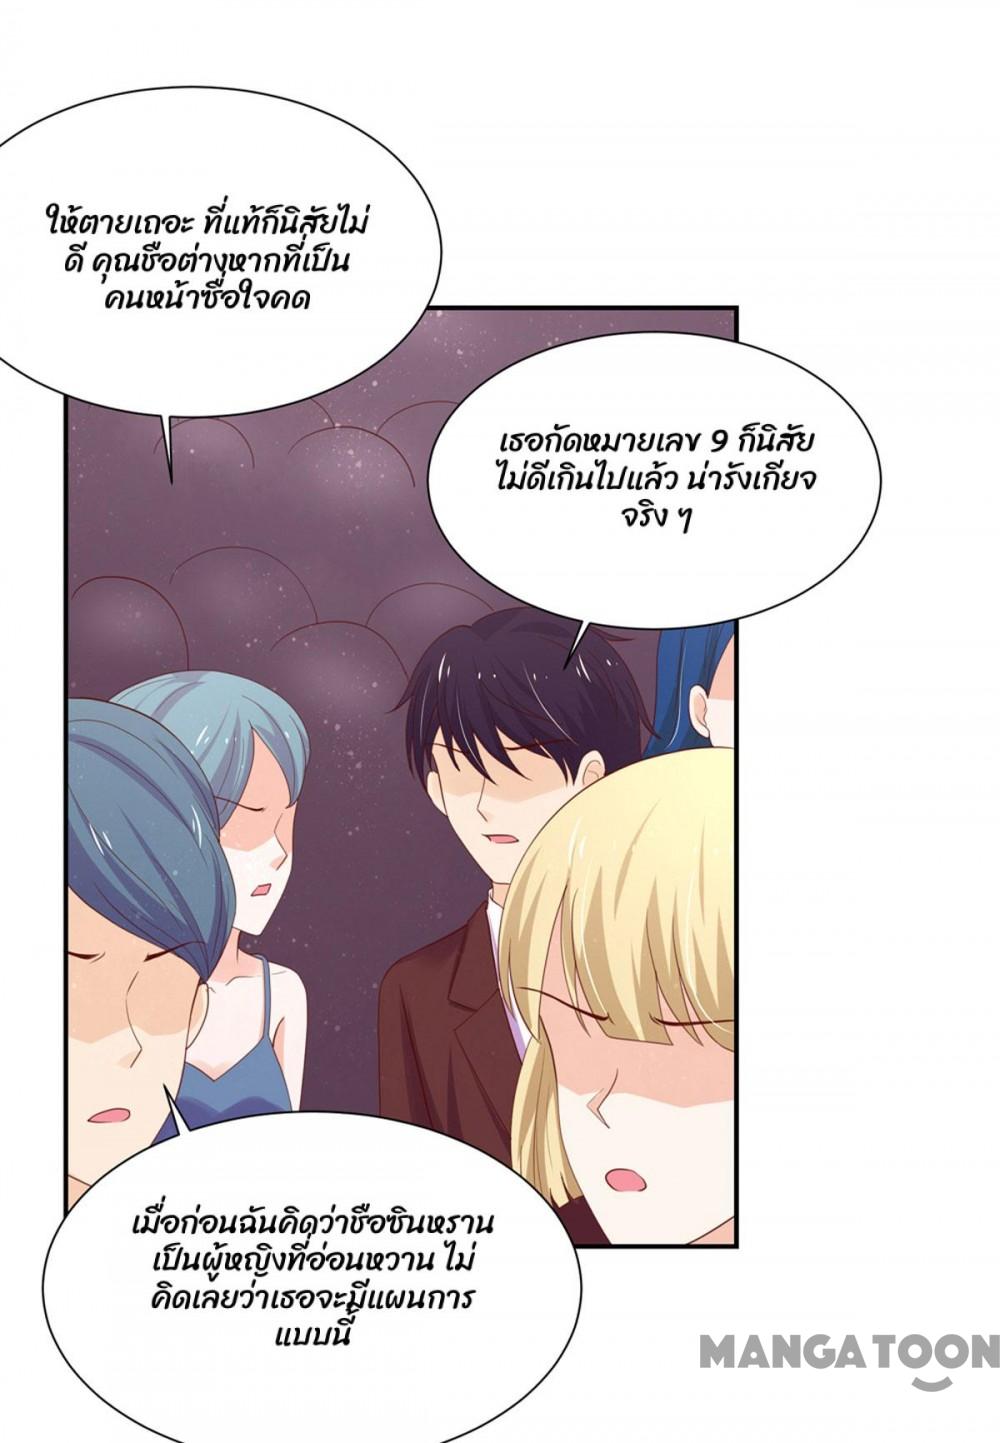 ให้ตายเถอะ ที่แท้ก็นิสัยไม่
ดี คุณชือต่างหากที่เป็น
คนหน้าซื่อใจคด
เธอกัดหมายเลข 9 ก็นิสัย
ไม่ดีเกินไปแล้ว น่ารังเกียจ
จริง ๆ
เมื่อก่อนฉันคิดว่าชือซินหราน
เป็นผู้หญิงที่อ่อนหวาน ไม่
คิดเลยว่าเธอจะมีแผนการ
แบบนี้
MANGATOON